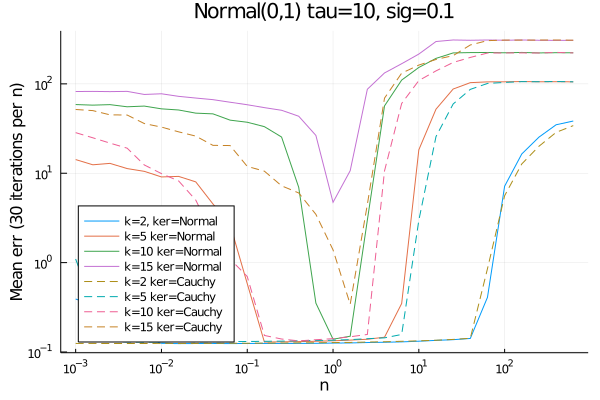 Normal(0,1) tau=10, sig=0.1
Mean err (30 iterations per n)
10²
10¹
10⁰
10⁻¹
k=2, ker=Normal
k=5 ker=Normal
k=10 ker=Normal
k=15 ker=Normal
k=2 ker=Cauchy
k=5 ker=Cauchy
k=10 ker=Cauchy
k=15 ker=Cauchy
10⁻³ 10⁻² 10⁻¹ 10⁰ 10¹ 10²
n